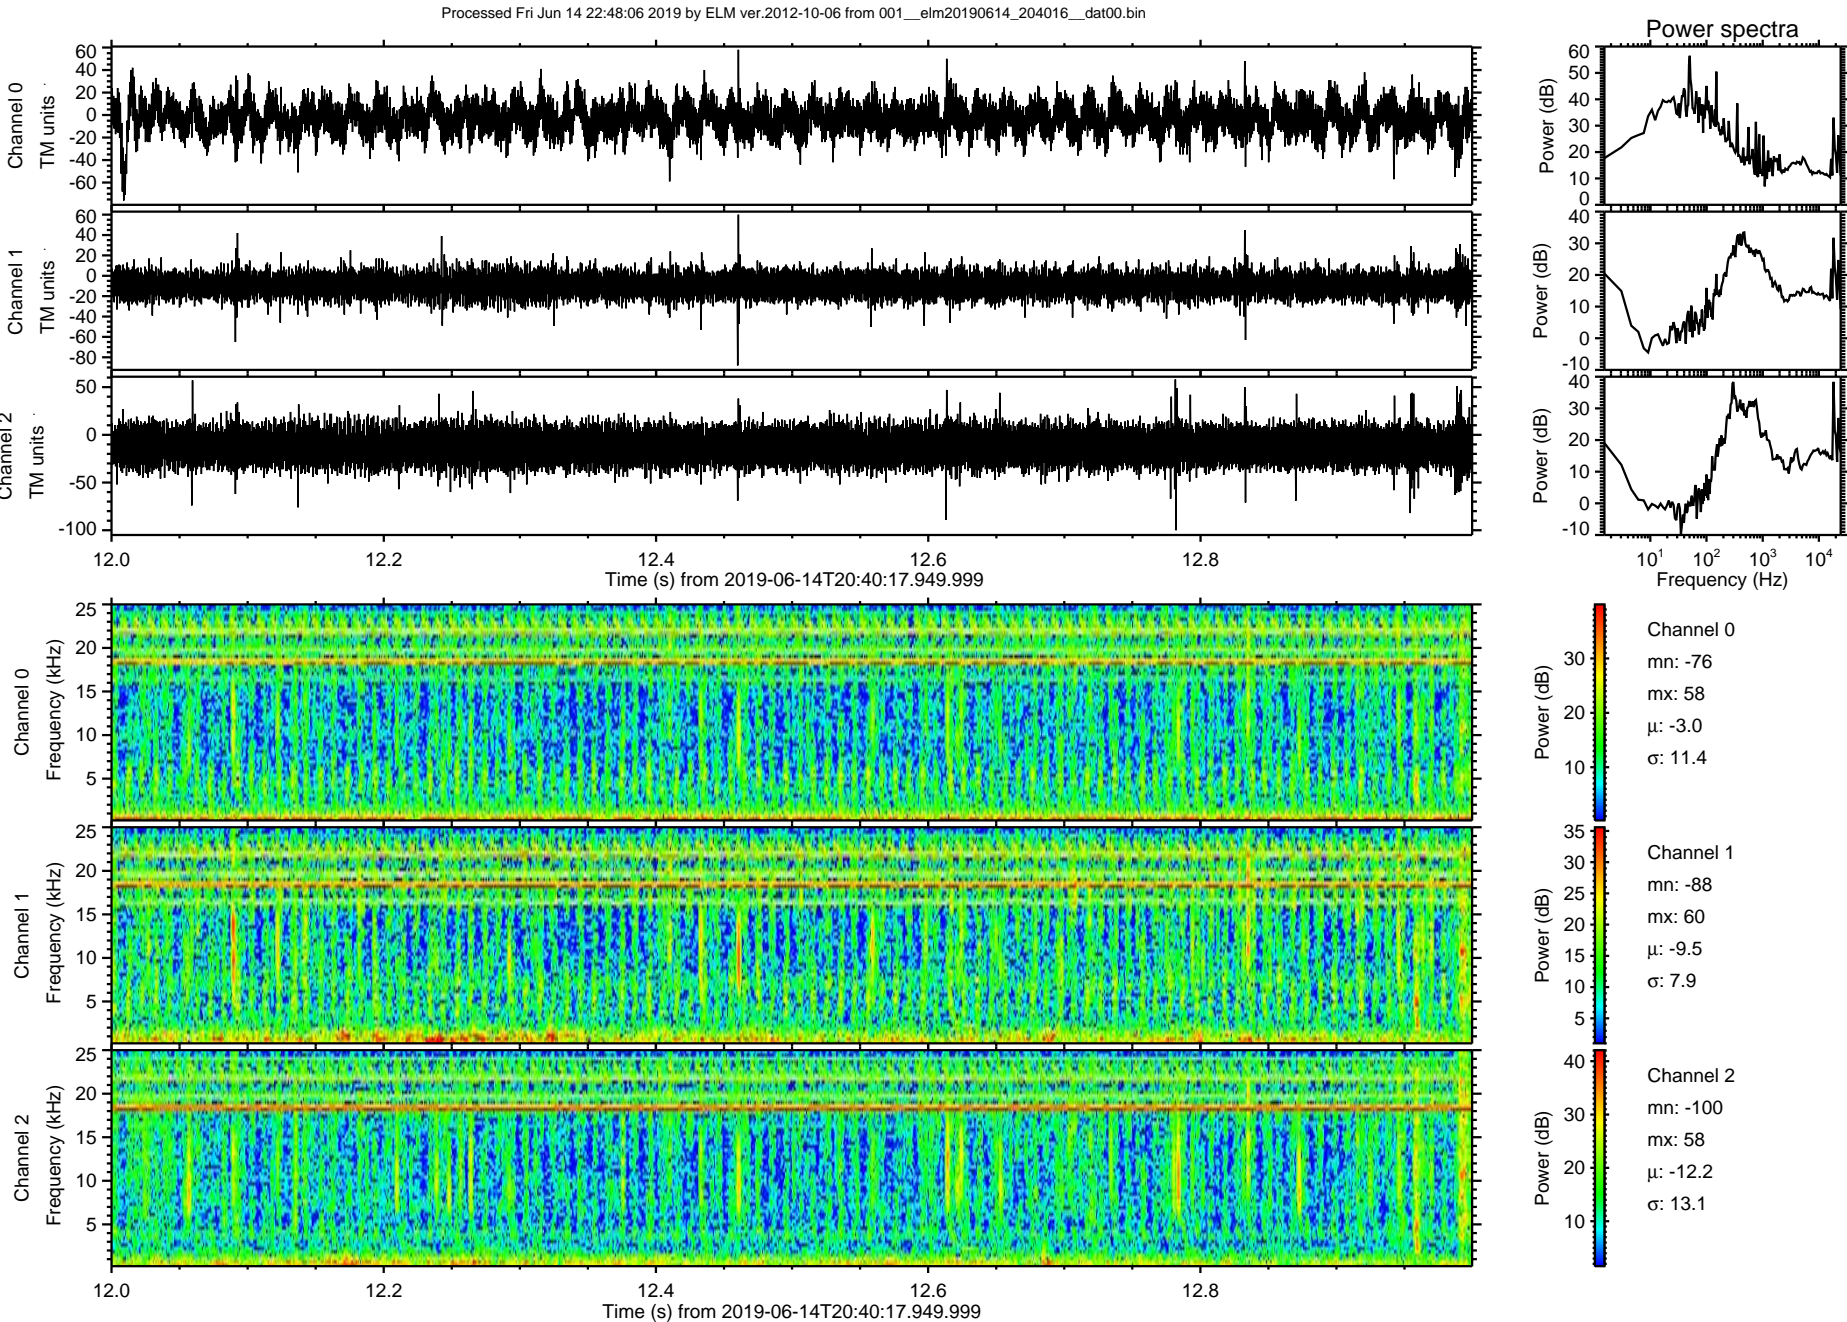 Processed Fri Jun 14 22:48:06 2019 by ELM ver.2012-10-06 from 001__elm20190614_204016__dat00.bin
Power spectra
Channel 0
TM units
60
40
20
0
-20
-40
-60
Power (dB)
60
50
40
30
20
10
0
Channel 1
TM units
60
40
20
0
-20
-40
-60
-80
Power (dB)
40
30
20
10
0
-10
Channel 2
TM units
50
0
-50
-100
Power (dB)
40
30
20
10
0
-10
12.0 12.2 12.4 12.6 12.8
Time (s) from 2019-06-14T20:40:17.949.999
10^1 10^2 10^3 10^4
Frequency (Hz)
Channel 0
Frequency (kHz)
25
20
15
10
5
Power (dB)
30
20
10
Channel 0
mn: -76
mx: 58
μ: -3.0
σ: 11.4
Channel 1
Frequency (kHz)
25
20
15
10
5
Power (dB)
35
30
25
20
15
10
5
Channel 1
mn: -88
mx: 60
μ: -9.5
σ: 7.9
Channel 2
Frequency (kHz)
25
20
15
10
5
Power (dB)
40
30
20
10
Channel 2
mn: -100
mx: 58
μ: -12.2
σ: 13.1
12.0 12.2 12.4 12.6 12.8
Time (s) from 2019-06-14T20:40:17.949.999